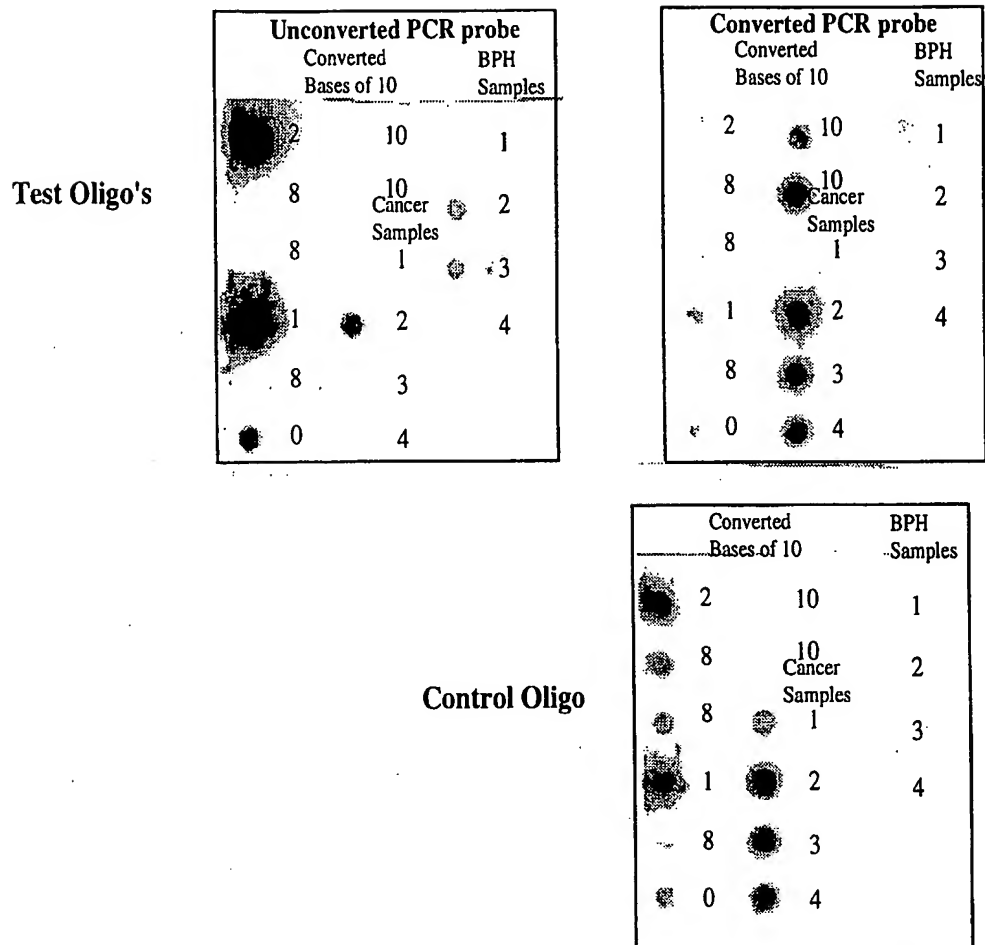 Unconverted PCR probe
Converted BPH
Bases of 10 Samples
2 10 1
8 10 2
Cancer
Samples
8 1 3
1 2 4
8 3
0 4
Converted PCR probe
Converted BPH
Bases of 10 Samples
2 10 1
8 10 2
Cancer
Samples
8 1 3
1 2 4
8 3
0 4
Test Oligo's
Converted BPH
Bases of 10 Samples
2 10 1
8 10 2
Cancer
Samples
8 1 3
1 2 4
8 3
0 4
Control Oligo